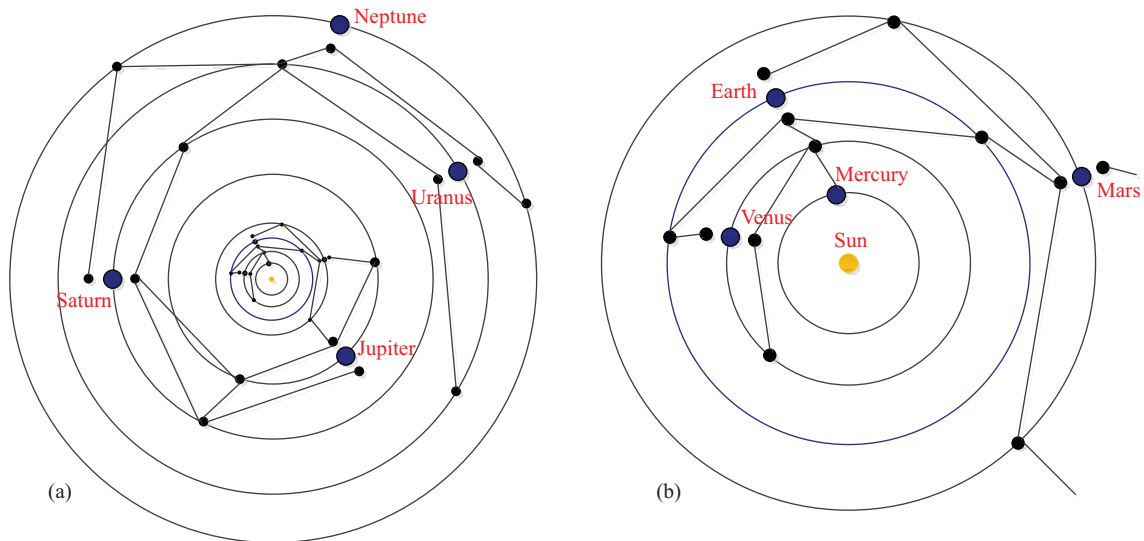 Neptune
Uranus
Saturn
Jupiter
(a)
Earth
Mercury
Mars
Venus
Sun
(b)